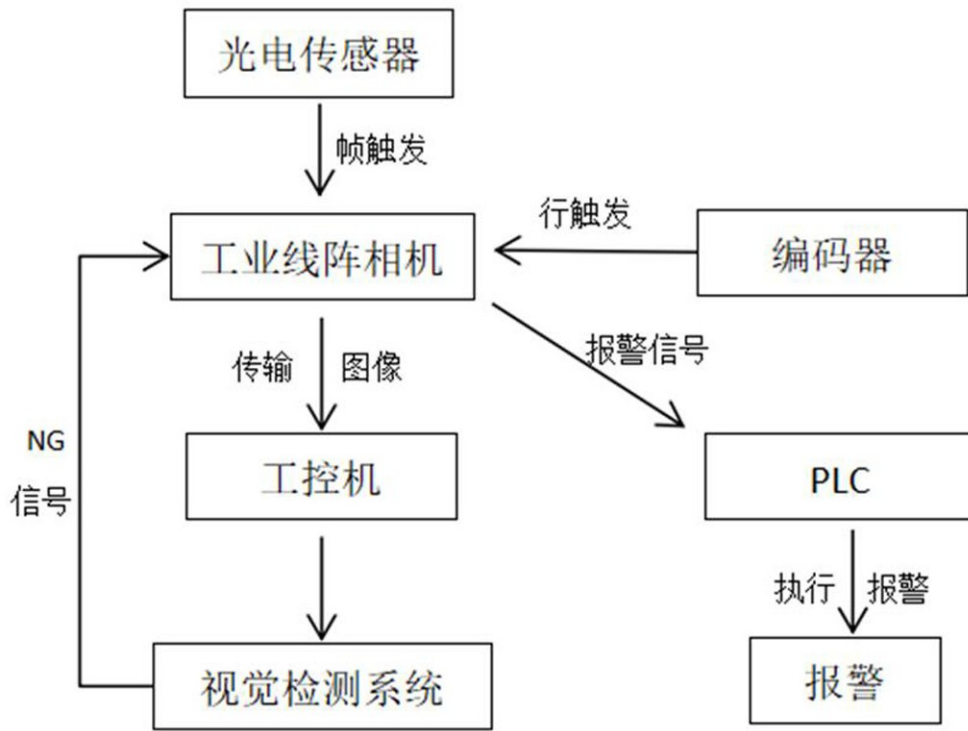 光电传感器
帧触发
工业线阵相机
行触发
编码器
传输 图像
报警信号
NG
信号
工控机
PLC
执行 报警
视觉检测系统
报警